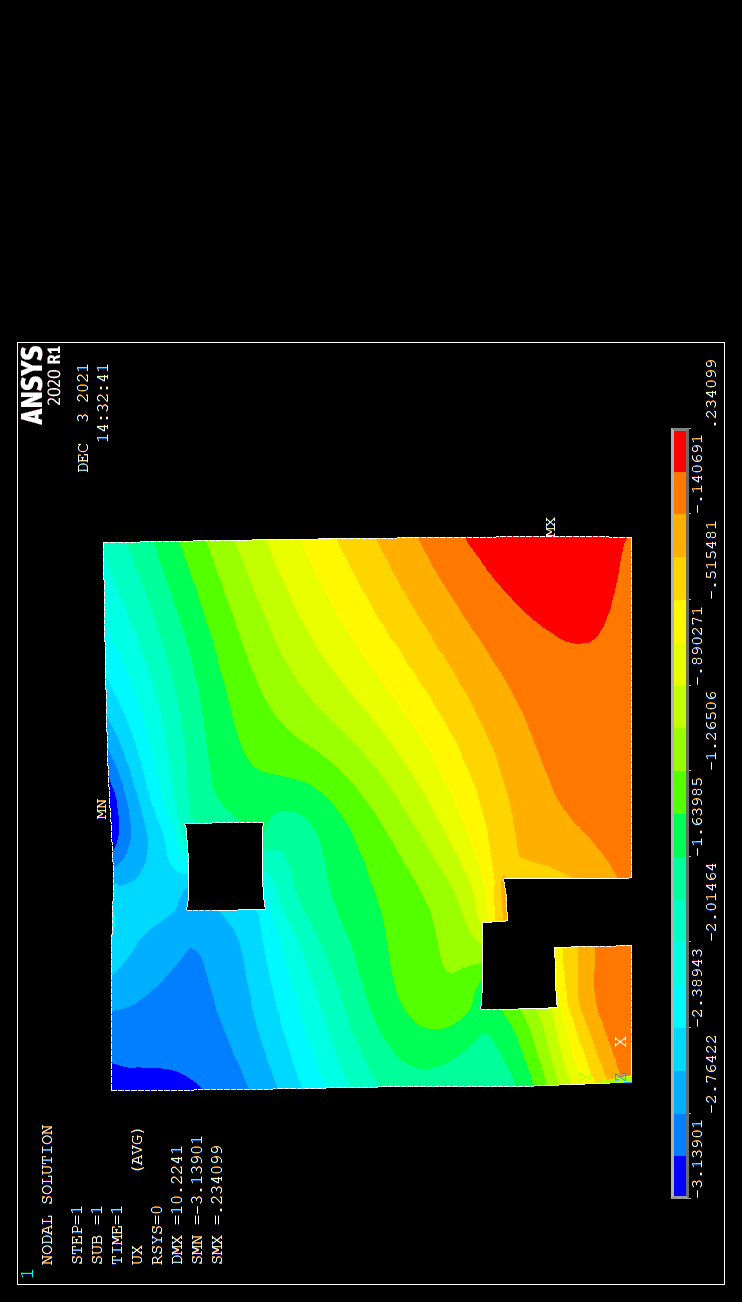 1
NODAL SOLUTION
STEP=1
SUB =1
TIME=1
UX (AVG)
RSYS=0
DMX =10.2241
SMN =-3.13901
SMX =.234099
ANSYS
2020 R1
DEC 3 2021
14:32:41
MN
MX
Y
Z X
-3.13901
-2.76422
-2.38943
-2.01464
-1.63985
-1.26506
-.890271
-.515481
-.140691
.234099